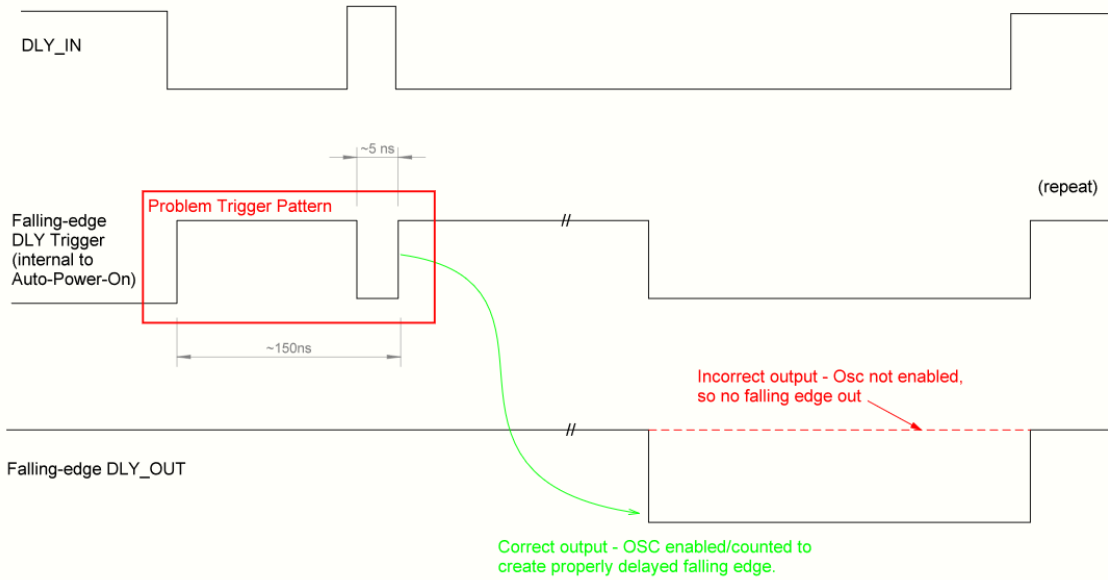 DLY_IN
~5 ns
(repeat)
Problem Trigger Pattern
Falling-edge
DLY Trigger
(internal to
Auto-Power-On)
//
~150ns
Incorrect output - Osc not enabled,
so no falling edge out
//
Falling-edge DLY_OUT
Correct output - OSC enabled/counted to
create properly delayed falling edge.